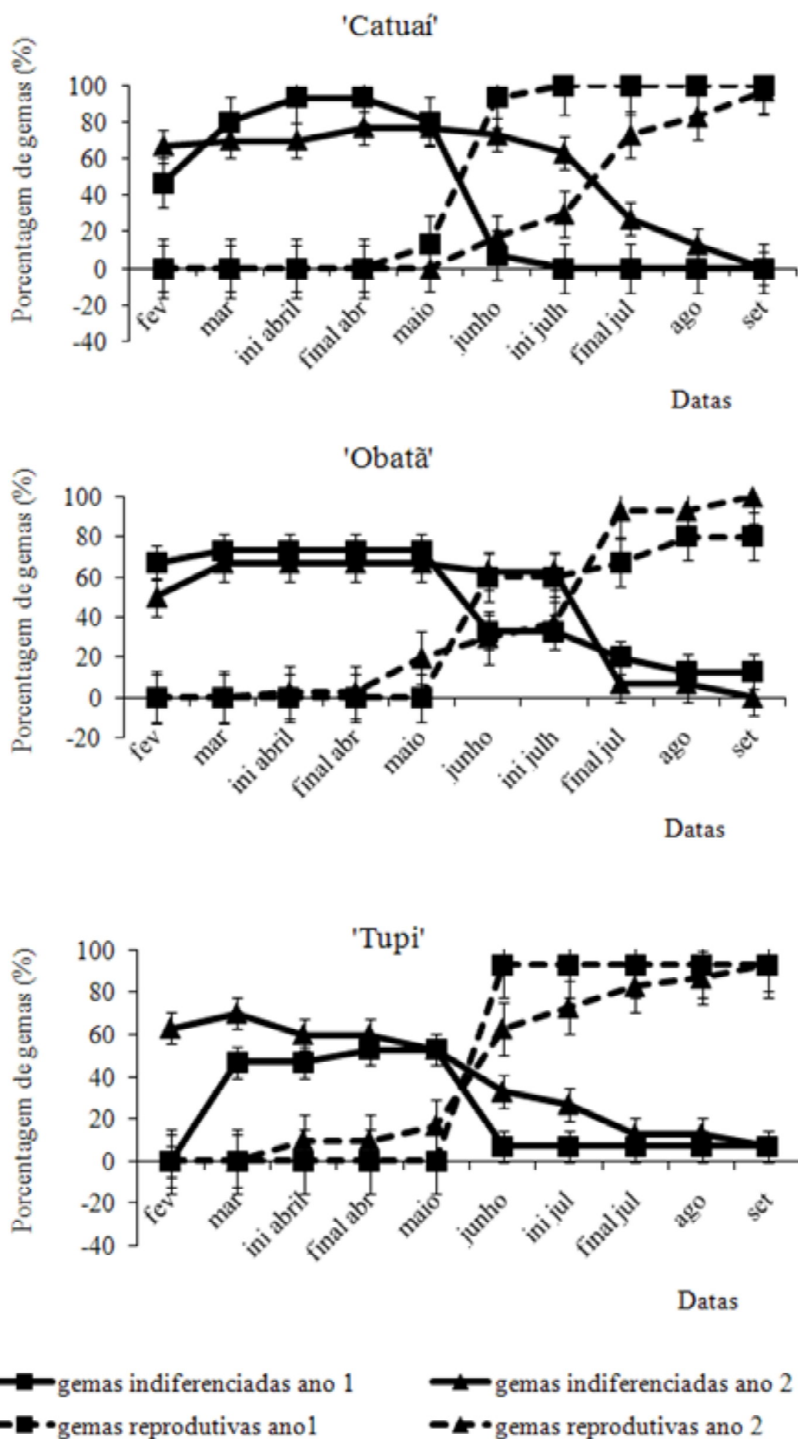 'Catuaí'
Porcentagem de gemas (%)
100
80
60
40
20
0
-20
-40
fev
mar
ini abril
final abr
maio
junho
ini julh
final jul
ago
set
Datas
'Obatã'
Porcentagem de gemas (%)
100
80
60
40
20
0
-20
fev
mar
ini abril
final abr
maio
junho
ini julh
final jul
ago
set
Datas
'Tupi'
Porcentagem de gemas (%)
100
80
60
40
20
0
-20
-40
fev
mar
ini abril
final abr
maio
junho
ini jul
final jul
ago
set
Datas
gemas indiferenciadas ano 1
gemas indiferenciadas ano 2
gemas reprodutivas ano1
gemas reprodutivas ano 2